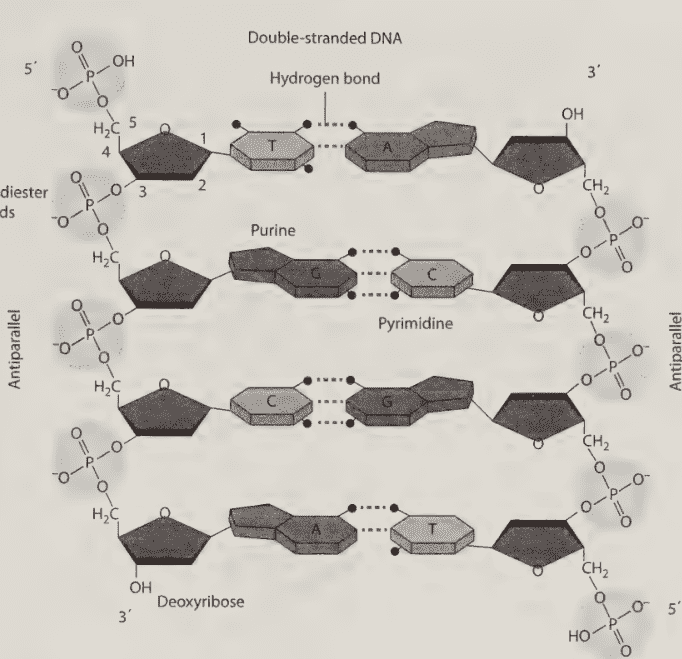 Double-stranded DNA
Hydrogen bond
5´
3´
O
OH
P
⁻O
O
H₂C
5
4
O
1
3
2
T
A
OH
O
CH₂
diester
ds
O
P
⁻O
O
O
O
P
O⁻
O
O
H₂C
O
Purine
G
C
Pyrimidine
O
CH₂
Antiparallel
Antiparallel
O
P
⁻O
O
O
O
P
O⁻
O
O
H₂C
O
C
G
O
CH₂
O
P
⁻O
O
O
O
P
O⁻
O
O
H₂C
O
A
T
O
CH₂
OH
3´
Deoxyribose
O
P
O⁻
HO
O
5´